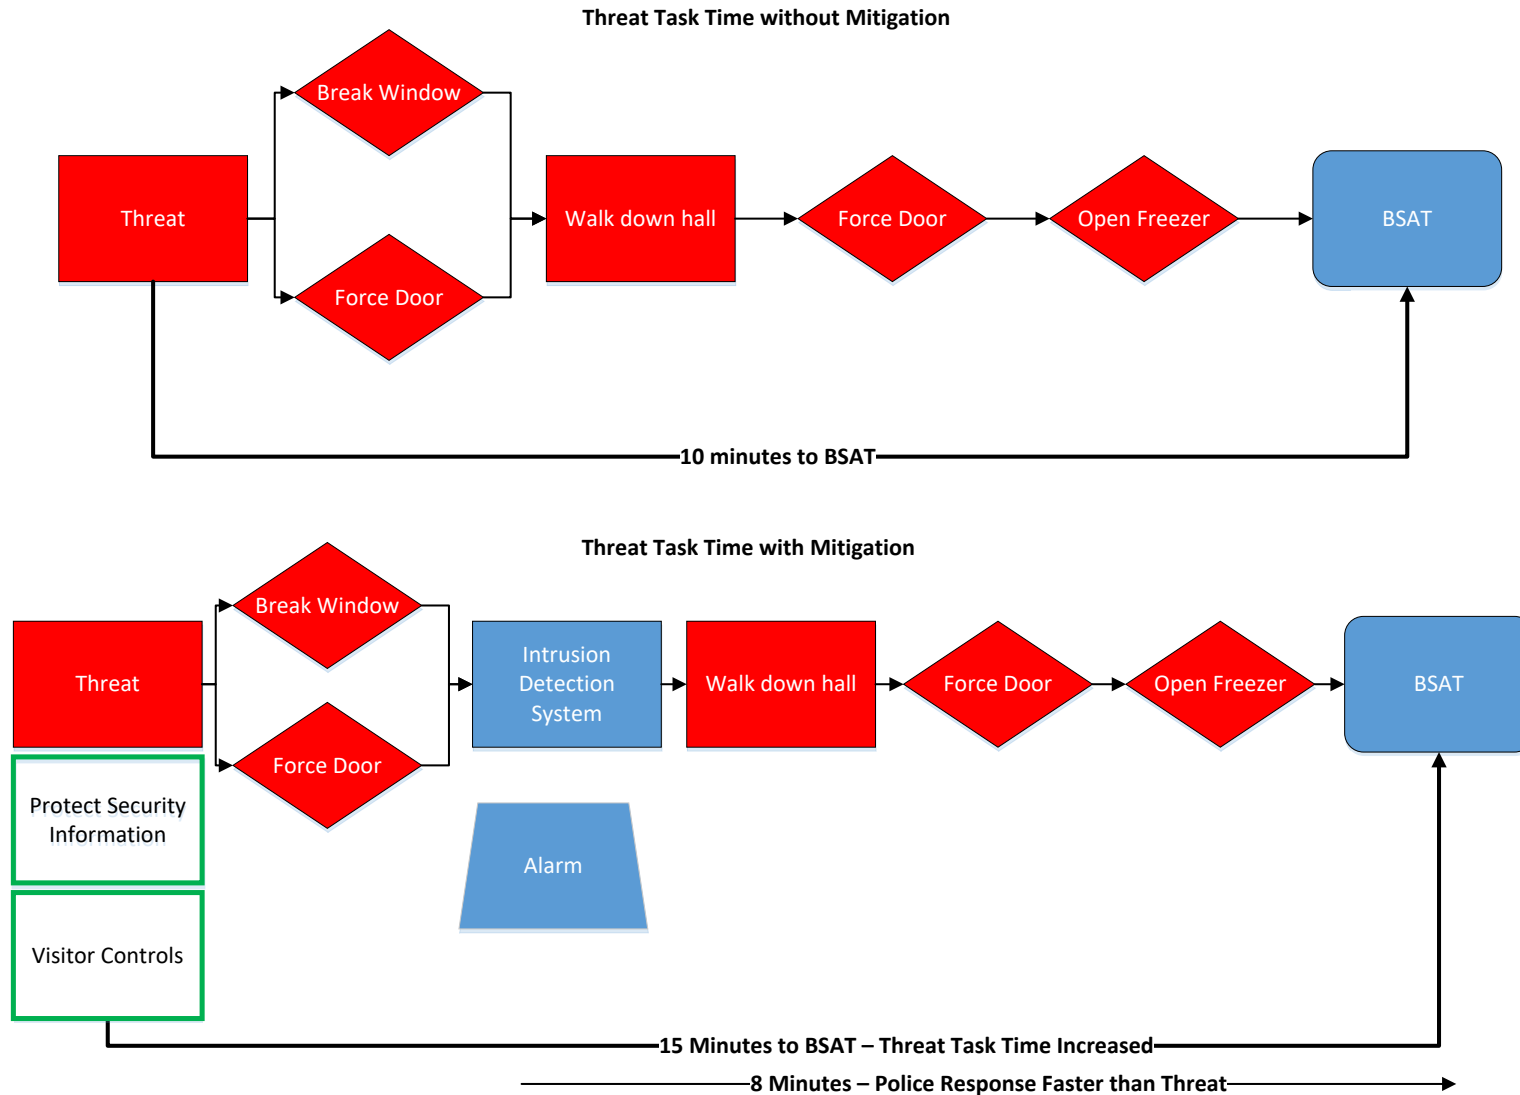 Threat Task Time without Mitigation
Break Window
Threat
Walk down hall
Force Door
Open Freezer
BSAT
Force Door
10 minutes to BSAT
Threat Task Time with Mitigation
Break Window
Threat
Intrusion
Detection
System
Walk down hall
Force Door
Open Freezer
BSAT
Force Door
Protect Security
Information
Alarm
Visitor Controls
15 Minutes to BSAT – Threat Task Time Increased
8 Minutes – Police Response Faster than Threat